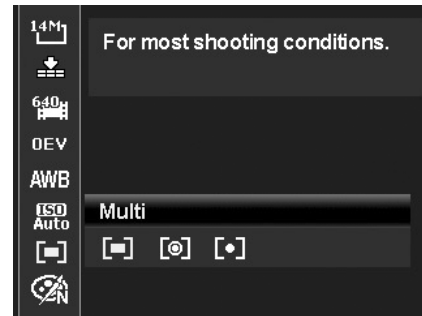 14M
For most shooting conditions.
640
0EV
AWB
ISO
Auto
Multi
N